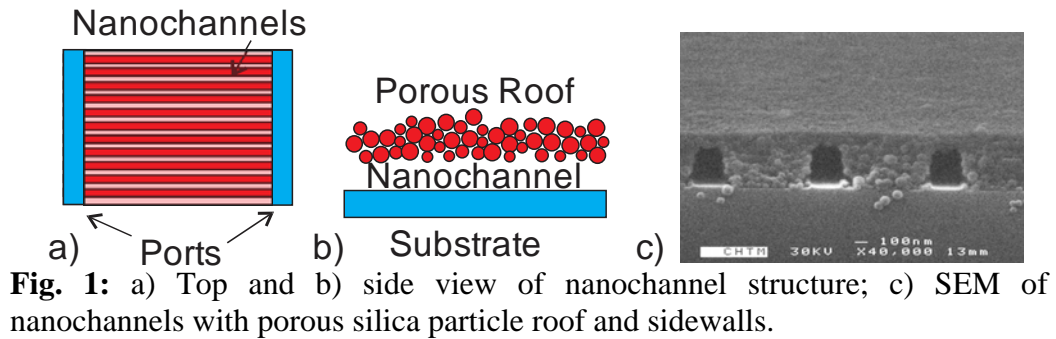 Nanochannels
Porous Roof
Nanochannel
a)
Ports
b)
Substrate
c)
CHTM 30KV 100nm X40,000 13mm
Fig. 1: a) Top and b) side view of nanochannel structure; c) SEM of
nanochannels with porous silica particle roof and sidewalls.